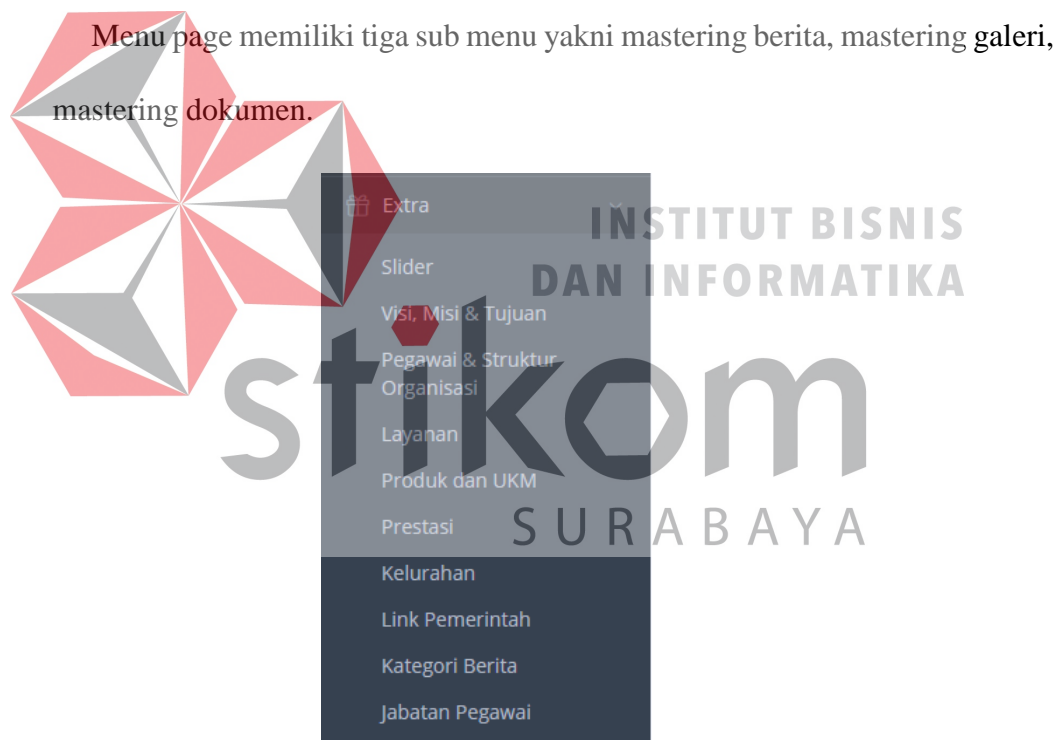 Menu page memiliki tiga sub menu yakni mastering berita, mastering galeri,
mastering dokumen.
Extra
Slider
Visi, Misi & Tujuan
Pegawai & Struktur
Organisasi
Layanan
Produk dan UKM
Prestasi
Kelurahan
Link Pemerintah
Kategori Berita
Jabatan Pegawai
INSTITUT BISNIS
DAN INFORMATIKA
stikom
SURABAYA